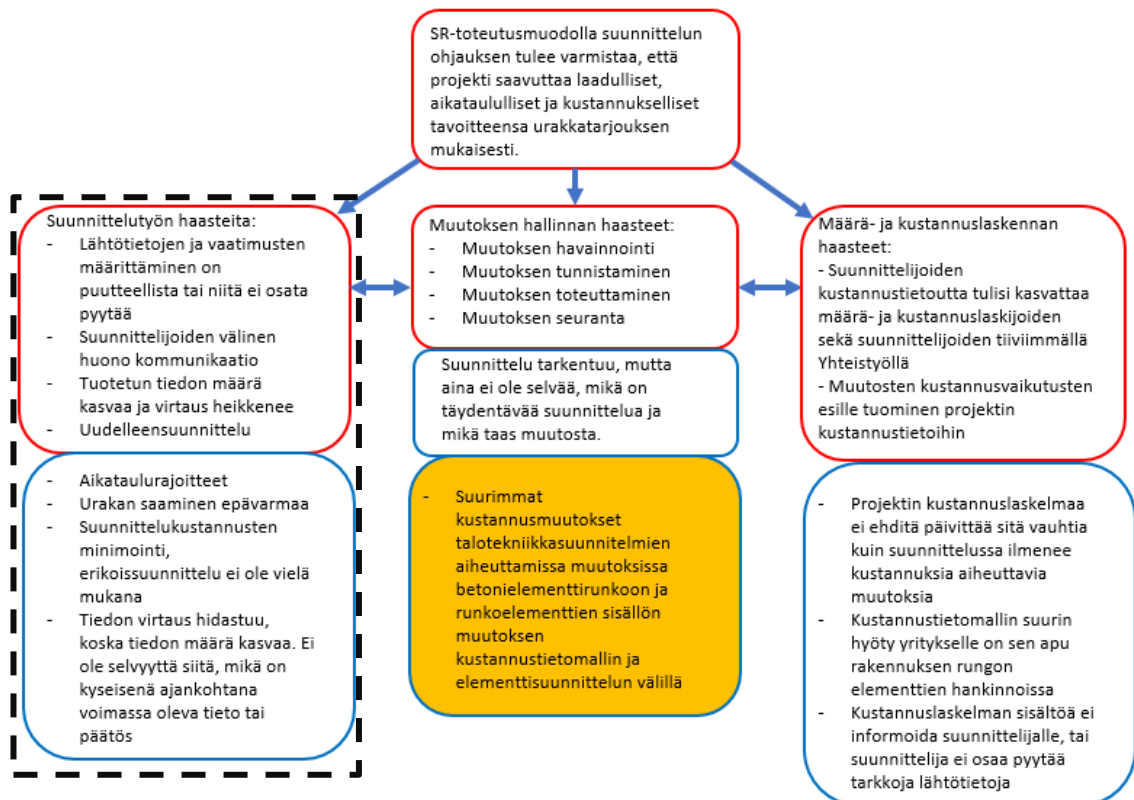 SR-toteutusmuodolla suunnittelun
ohjauksen tulee varmistaa, että
projekti saavuttaa laadulliset,
aikataululliset ja kustannukselliset
tavoitteensa urakkatarjouksen
mukaisesti.
Suunnittelutyön haasteita:
- Lähtötietojen ja vaatimusten
määrittäminen on
puutteellista tai niitä ei osata
pyytää
- Suunnittelijoiden välinen
huono kommunikaatio
- Tuotetun tiedon määrä
kasvaa ja virtaus heikkenee
- Uudelleensuunnittelu
- Aikataulurajoitteet
- Urakan saaminen epävarmaa
- Suunnittelukustannusten
minimointi,
erikoissuunnittelu ei ole vielä
mukana
- Tiedon virtaus hidastuu,
koska tiedon määrä kasvaa. Ei
ole selvyyttä siitä, mikä on
kyseisenä ajankohtana
voimassa oleva tieto tai
päätös
Muutoksen hallinnan haasteet:
- Muutoksen havainnointi
- Muutoksen tunnistaminen
- Muutoksen toteuttaminen
- Muutoksen seuranta
Suunnittelu tarkentuu, mutta
aina ei ole selvää, mikä on
täydentävää suunnittelua ja
mikä taas muutosta.
- Suurimmat
kustannusmuutokset
talotekniikkasuunnitelmien
aiheuttamissa muutoksissa
betonielementtirunkoon ja
runkoelementtien sisällön
muutoksen
kustannustietomallin ja
elementtisuunnittelun välillä
Määrä- ja kustannuslaskennan
haasteet:
- Suunnittelijoiden
kustannustietoutta tulisi kasvattaa
määrä- ja kustannuslaskijoiden
sekä suunnittelijoiden tiiviimmällä
Yhteistyöllä
- Muutosten kustannusvaikutusten
esille tuominen projektin
kustannustietoihin
- Projektin kustannuslaskelmaa
ei ehditä päivittää sitä vauhtia
kuin suunnittelussa ilmenee
kustannuksia aiheuttavia
muutoksia
- Kustannustietomallin suurin
hyöty yritykselle on sen apu
rakennuksen rungon
elementtien hankinnoissa
- Kustannuslaskelman sisältöä ei
informoida suunnittelijalle, tai
suunnittelija ei osaa pyytää
tarkkoja lähtötietoja